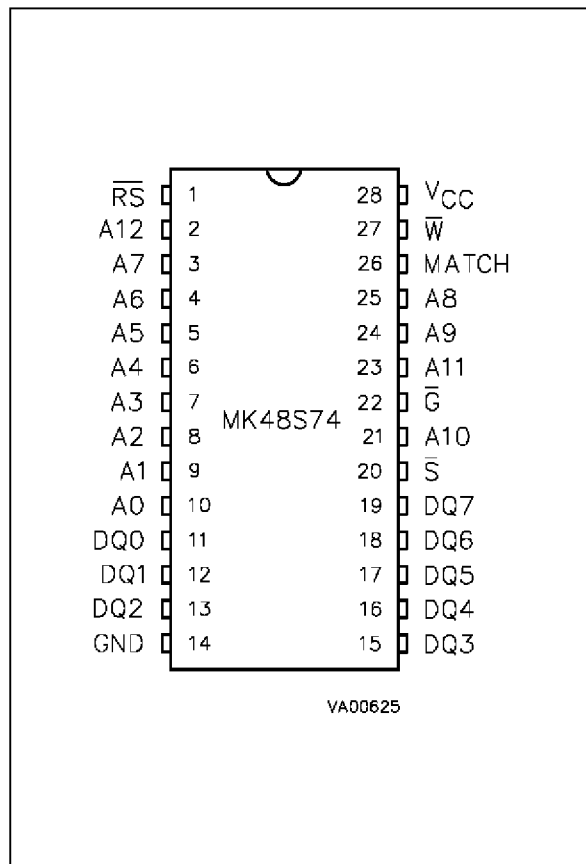 R̅S̅ 1 28 VCC
A12 2 27 W̅
A7 3 26 MATCH
A6 4 25 A8
A5 5 24 A9
A4 6 23 A11
A3 7 22 G̅
MK48S74
A2 8 21 A10
A1 9 20 S̅
A0 10 19 DQ7
DQ0 11 18 DQ6
DQ1 12 17 DQ5
DQ2 13 16 DQ4
GND 14 15 DQ3
VA00625